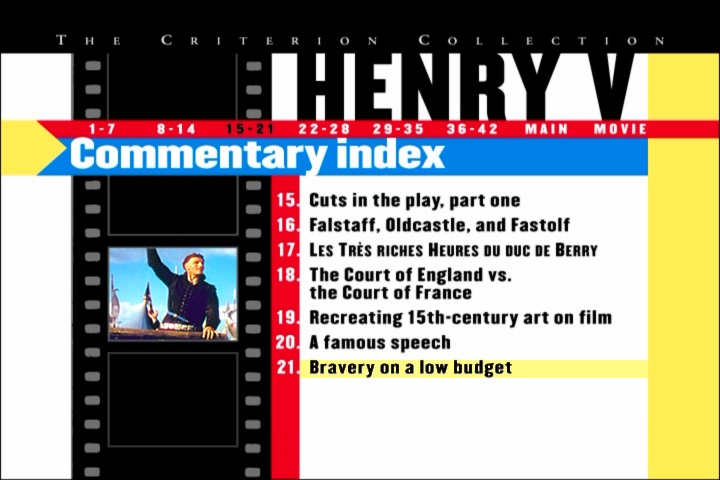 THE CRITERION COLLECTION
HENRY V
1-7 8-14 15-21 22-28 29-35 36-42 MAIN MOVIE
Commentary index
15. Cuts in the play, part one
16. Falstaff, Oldcastle, and Fastolf
17. LES TRÈS RICHES HEURES DU DUC DE BERRY
18. The Court of England vs.
the Court of France
19. Recreating 15th-century art on film
20. A famous speech
21. Bravery on a low budget